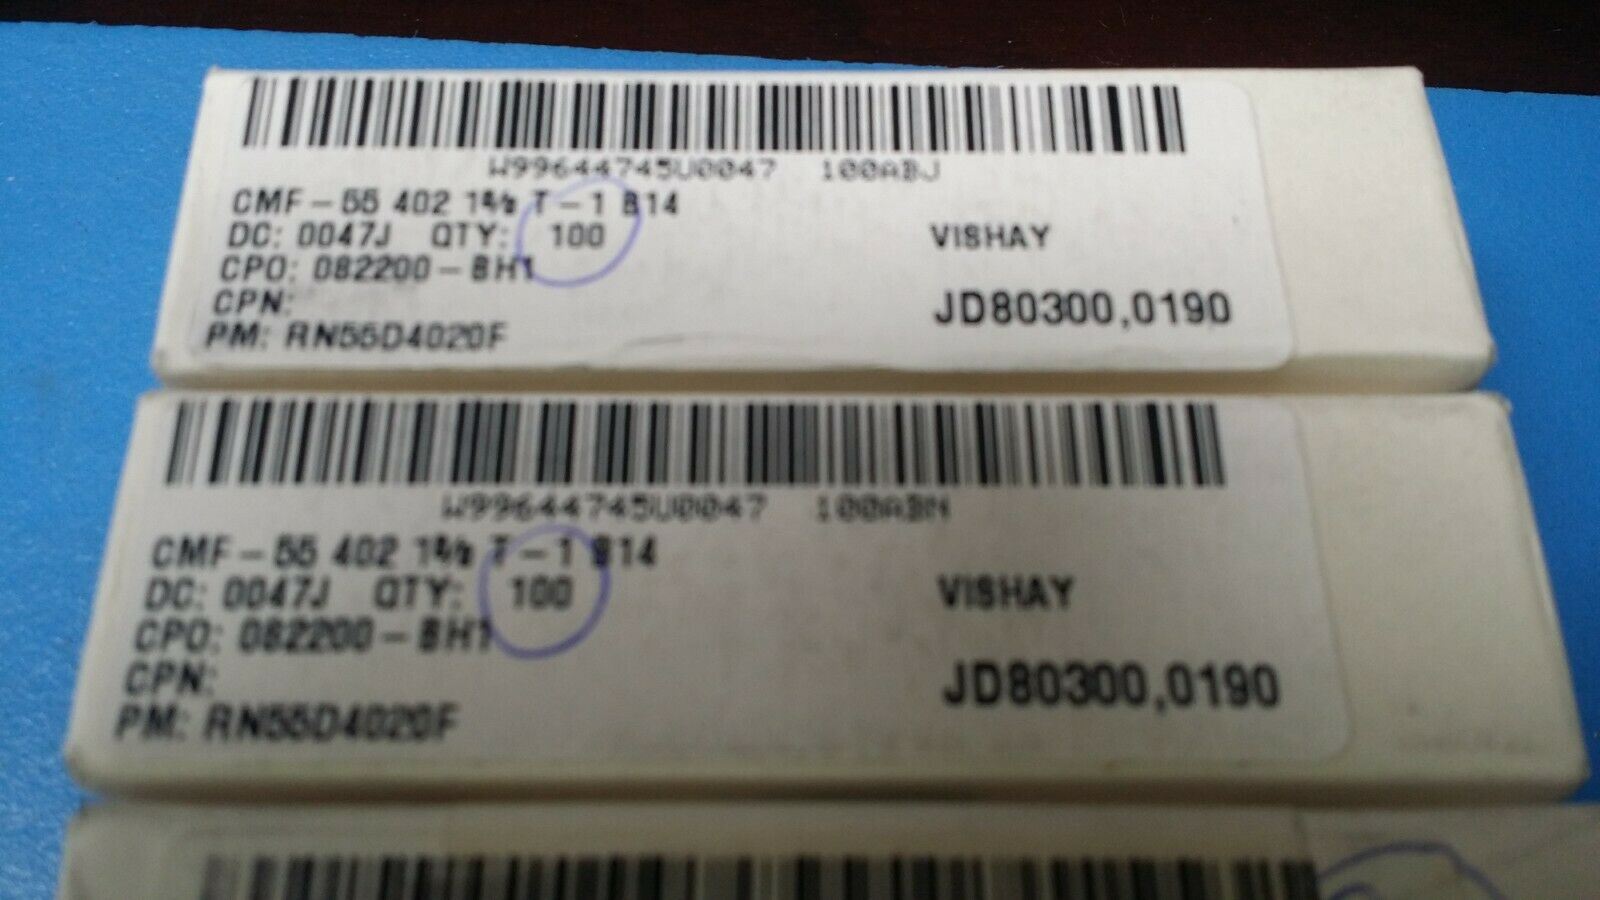 W99644745U0047 100ABJ
CMF-55 402 1% T-1 B14
DC: 0047J QTY: 100
VISHAY
CPO: 082200-BH1
CPN:
JD80300,0190
PM: RN55D4020F
W99644745U0047 100ABN
CMF-55 402 1% T-1 B14
DC: 0047J QTY: 100
VISHAY
CPO: 082200-BH1
CPN:
JD80300,0190
PM: RN55D4020F